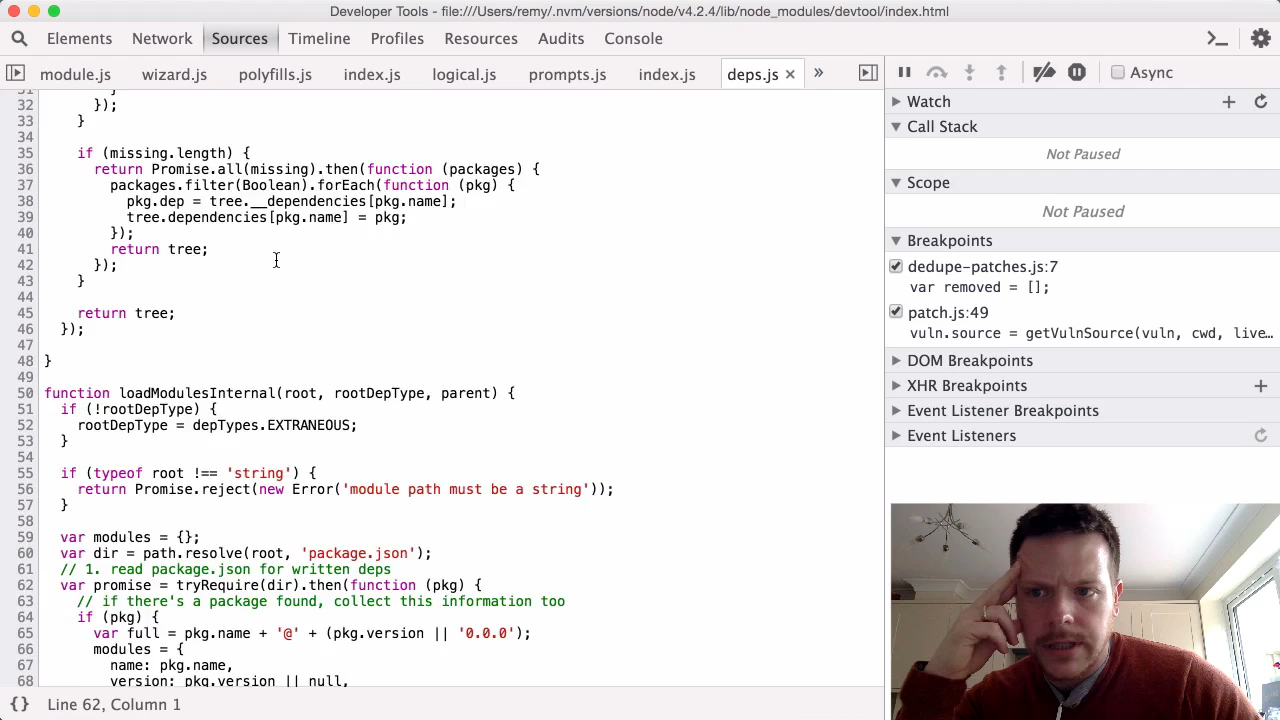 Developer Tools - file:///Users/remy/.nvm/versions/node/v4.2.4/lib/node_modules/devtool/index.html
Elements Network Sources Timeline Profiles Resources Audits Console
module.js wizard.js polyfills.js index.js logical.js prompts.js index.js deps.js × »
32 });
33 }
34
35 if (missing.length) {
36 return Promise.all(missing).then(function (packages) {
37 packages.filter(Boolean).forEach(function (pkg) {
38 pkg.dep = tree.__dependencies[pkg.name];
39 tree.dependencies[pkg.name] = pkg;
40 });
41 return tree;
42 });
43 }
44
45 return tree;
46 });
47
48 }
49
50 function loadModulesInternal(root, rootDepType, parent) {
51 if (!rootDepType) {
52 rootDepType = depTypes.EXTRANEOUS;
53 }
54
55 if (typeof root !== 'string') {
56 return Promise.reject(new Error('module path must be a string'));
57 }
58
59 var modules = {};
60 var dir = path.resolve(root, 'package.json');
61 // 1. read package.json for written deps
62 var promise = tryRequire(dir).then(function (pkg) {
63 // if there's a package found, collect this information too
64 if (pkg) {
65 var full = pkg.name + '@' + (pkg.version || '0.0.0');
66 modules = {
67 name: pkg.name,
68 version: pkg.version || null,
{} Line 62, Column 1
Async
Watch
Call Stack
Not Paused
Scope
Not Paused
Breakpoints
dedupe-patches.js:7
var removed = [];
patch.js:49
vuln.source = getVulnSource(vuln, cwd, live…
DOM Breakpoints
XHR Breakpoints
Event Listener Breakpoints
Event Listeners